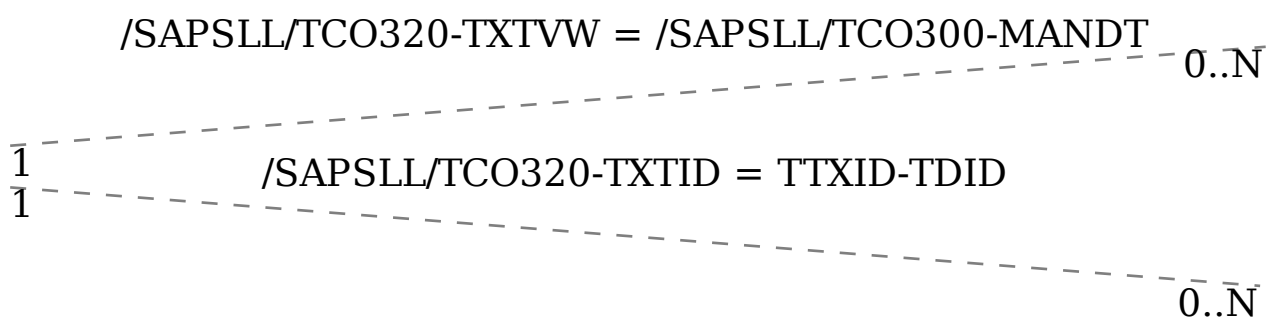 /SAPSLL/TCO320-TXTVW = /SAPSLL/TCO300-MANDT
0..N
1
/SAPSLL/TCO320-TXTID = TTXID-TDID
1
0..N